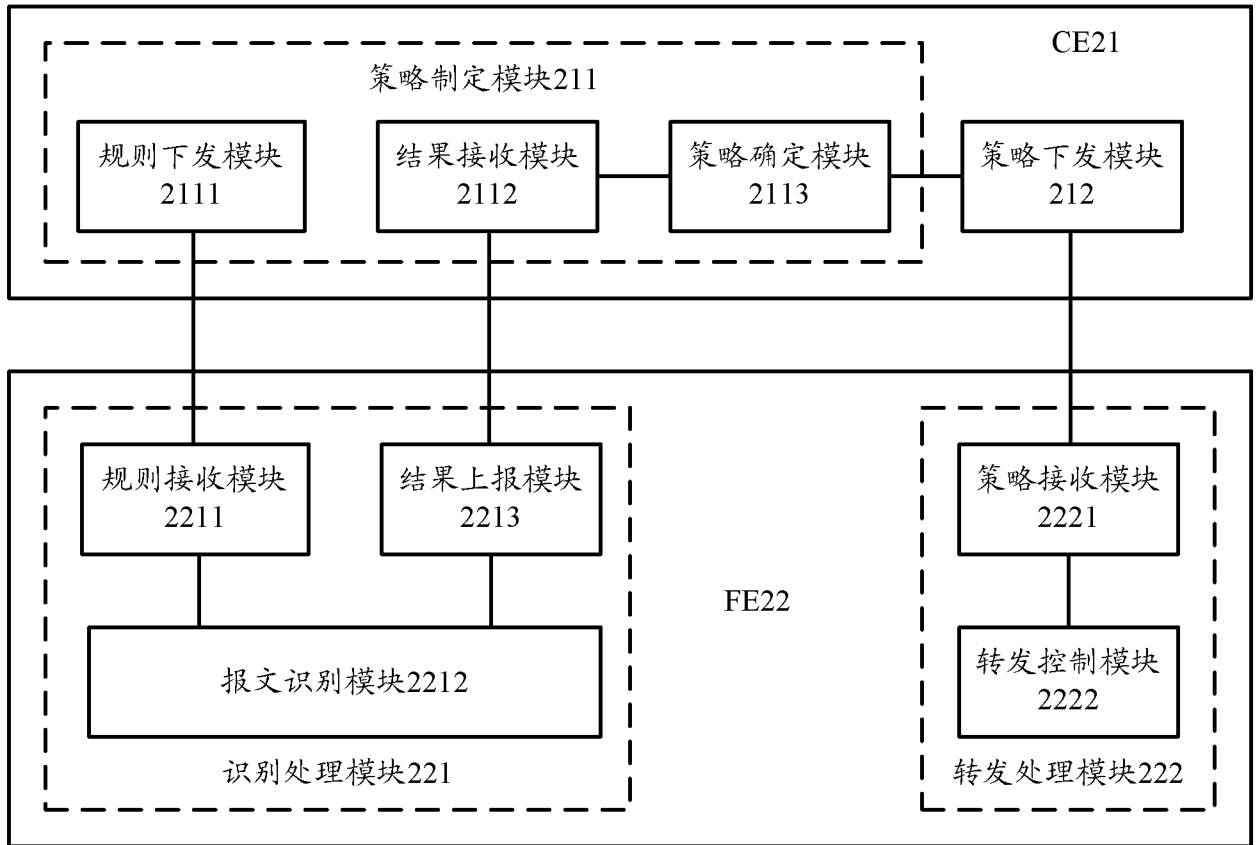 CE21
策略制定模块211
规则下发模块
2111
结果接收模块
2112
策略确定模块
2113
策略下发模块
212
规则接收模块
2211
结果上报模块
2213
策略接收模块
2221
FE22
报文识别模块2212
转发控制模块
2222
识别处理模块221
转发处理模块222